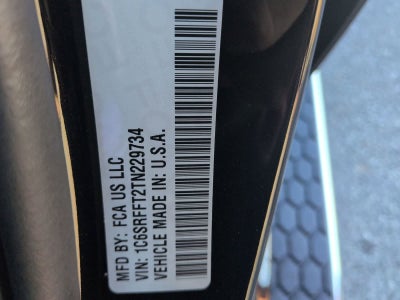 MFD BY: FCA US LLC
VIN: 1C6SRFFT2TN229734
VEHICLE MADE IN: U.S.A.